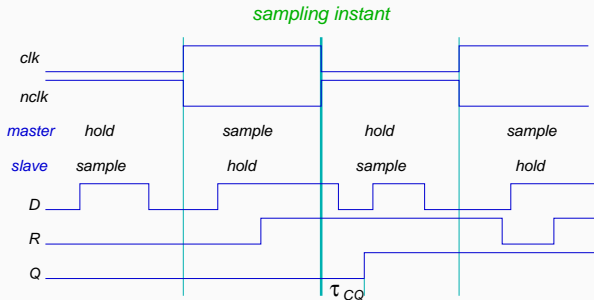 sampling instant
clk
nclk
master hold sample hold sample
slave sample hold sample hold
D
R
Q
τ CQ